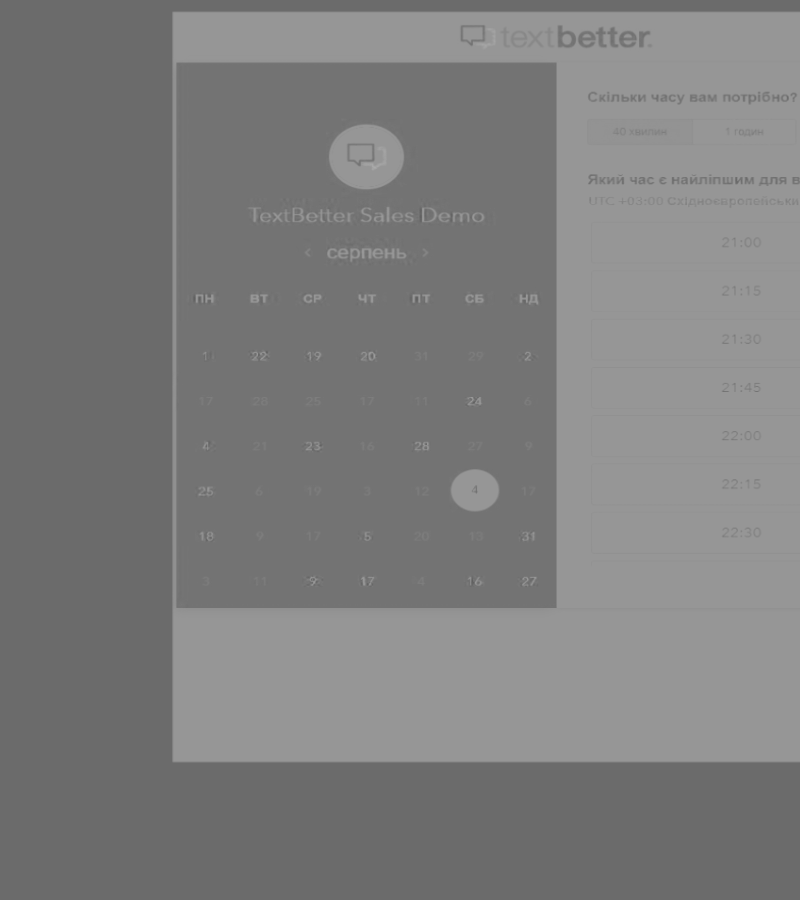 textbetter.
TextBetter Sales Demo
‹ серпень ›
ПН ВТ СР ЧТ ПТ СБ НД
1 22 19 20 31 29 2
17 28 25 17 11 24 6
4 21 23 16 28 27 9
25 6 19 3 12 4 17
18 9 17 5 20 13 31
3 11 9 17 4 16 27
Скільки часу вам потрібно?
40 хвилин 1 годин
Який час є найліпшим для в
UTC +03:00 Східноєвропейськи
21:00
21:15
21:30
21:45
22:00
22:15
22:30